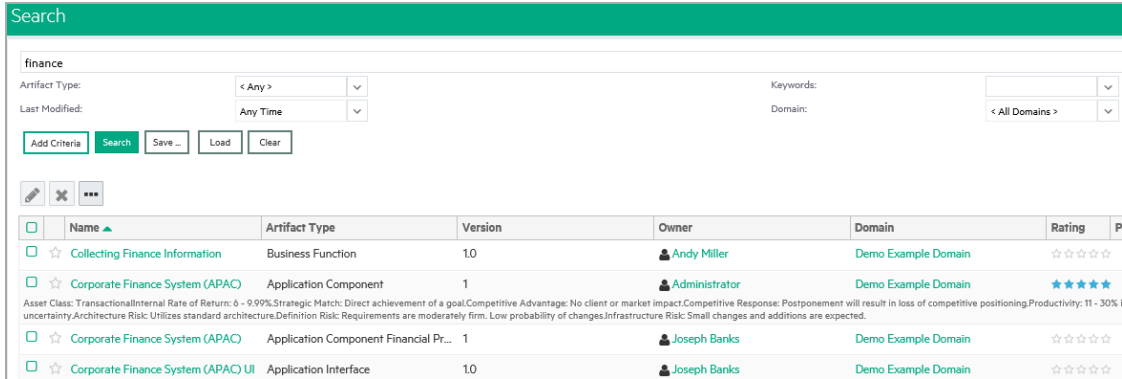 Search
finance
Artifact Type: < Any > Keywords:
Last Modified: Any Time Domain: < All Domains >
Add Criteria Search Save ... Load Clear
Name Artifact Type Version Owner Domain Rating P
Collecting Finance Information Business Function 1.0 Andy Miller Demo Example Domain
Corporate Finance System (APAC) Application Component 1 Administrator Demo Example Domain
Asset Class: TransactionalInternal Rate of Return: 6 - 9.99%.Strategic Match: Direct achievement of a goal.Competitive Advantage: No client or market impact.Competitive Response: Postponement will result in loss of competitive positioning.Productivity: 11 - 30% i
uncertainty.Architecture Risk: Utilizes standard architecture.Definition Risk: Requirements are moderately firm. Low probability of changes.Infrastructure Risk: Small changes and additions are expected.
Corporate Finance System (APAC) Application Component Financial Pr... 1 Joseph Banks Demo Example Domain
Corporate Finance System (APAC) UI Application Interface 1.0 Joseph Banks Demo Example Domain